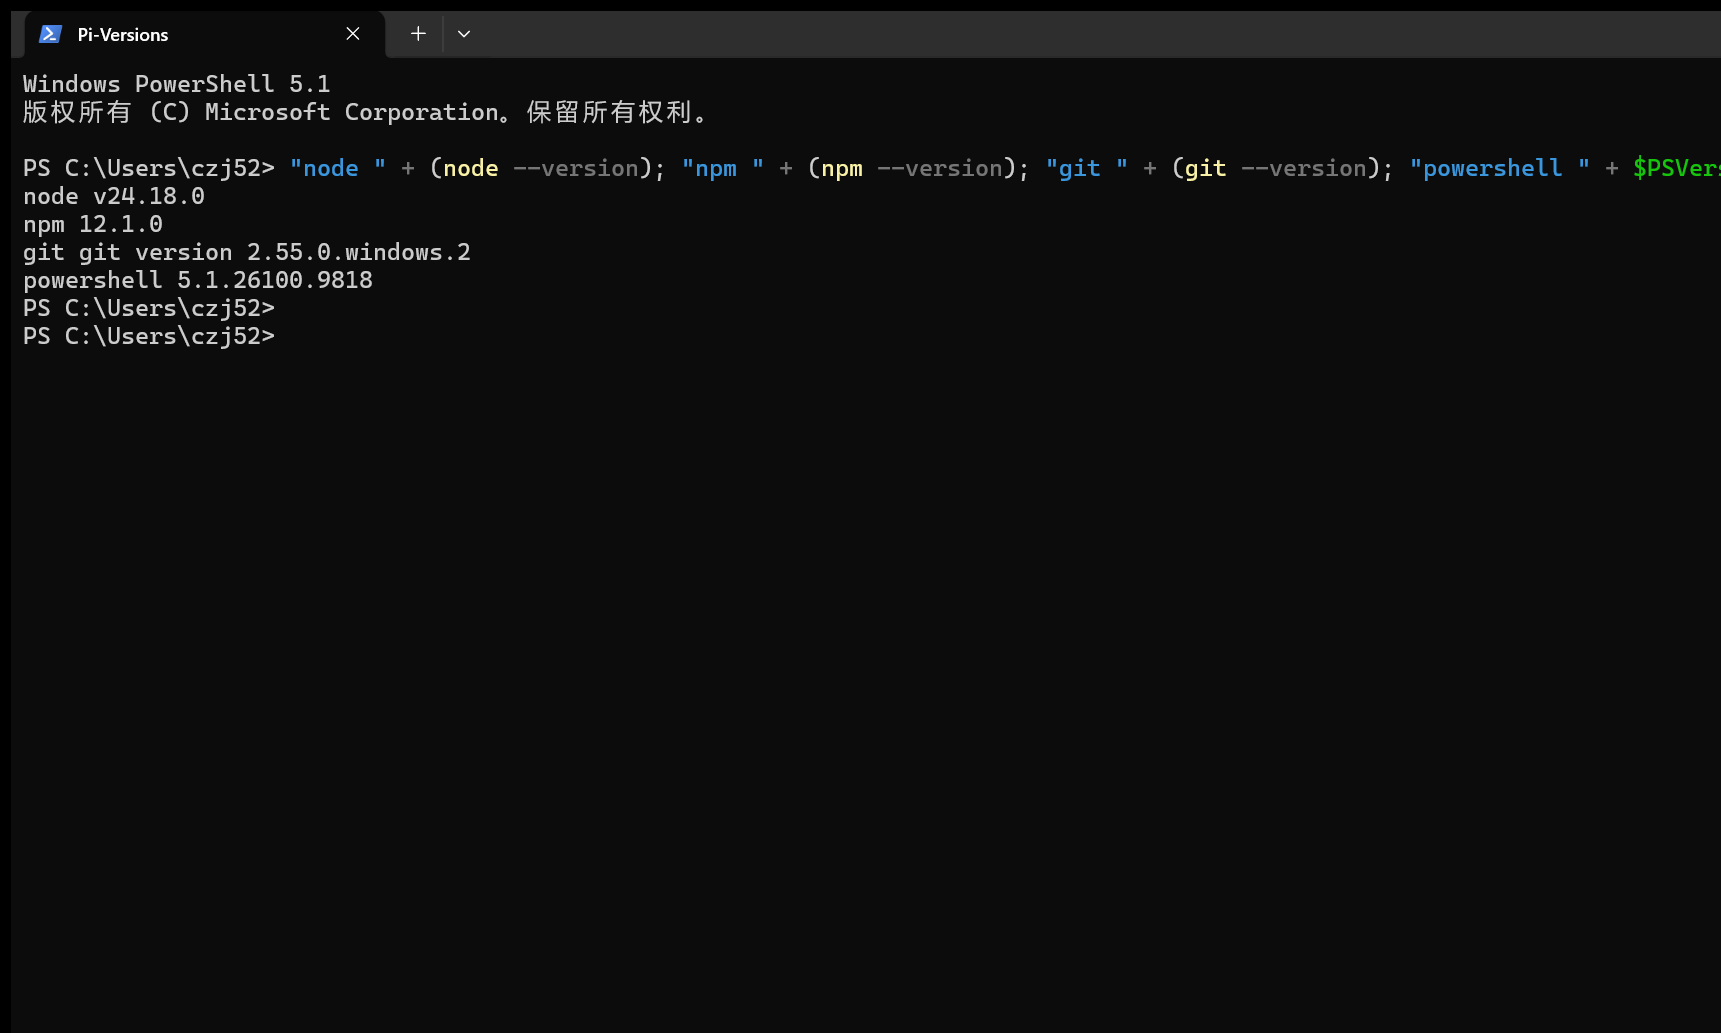 Pi-Versions
Windows PowerShell 5.1
版权所有 (C) Microsoft Corporation。保留所有权利。
PS C:\Users\czj52> "node " + (node --version); "npm " + (npm --version); "git " + (git --version); "powershell " + $PSVers
node v24.18.0
npm 12.1.0
git git version 2.55.0.windows.2
powershell 5.1.26100.9818
PS C:\Users\czj52>
PS C:\Users\czj52>